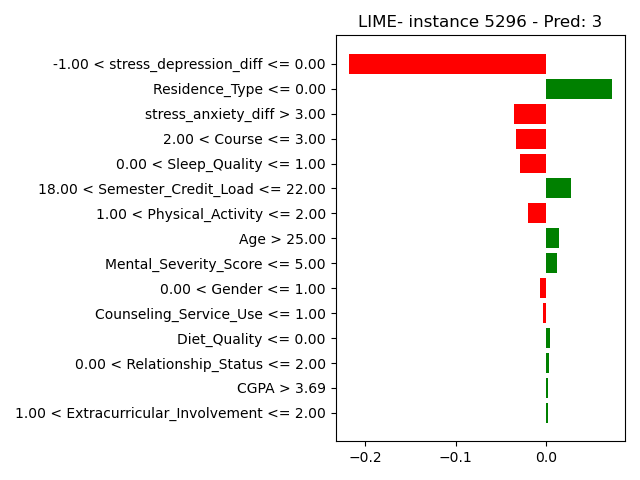 LIME- instance 5296 - Pred: 3
-1.00 < stress_depression_diff <= 0.00
Residence_Type <= 0.00
stress_anxiety_diff > 3.00
2.00 < Course <= 3.00
0.00 < Sleep_Quality <= 1.00
18.00 < Semester_Credit_Load <= 22.00
1.00 < Physical_Activity <= 2.00
Age > 25.00
Mental_Severity_Score <= 5.00
0.00 < Gender <= 1.00
Counseling_Service_Use <= 1.00
Diet_Quality <= 0.00
0.00 < Relationship_Status <= 2.00
CGPA > 3.69
1.00 < Extracurricular_Involvement <= 2.00
−0.2 −0.1 0.0